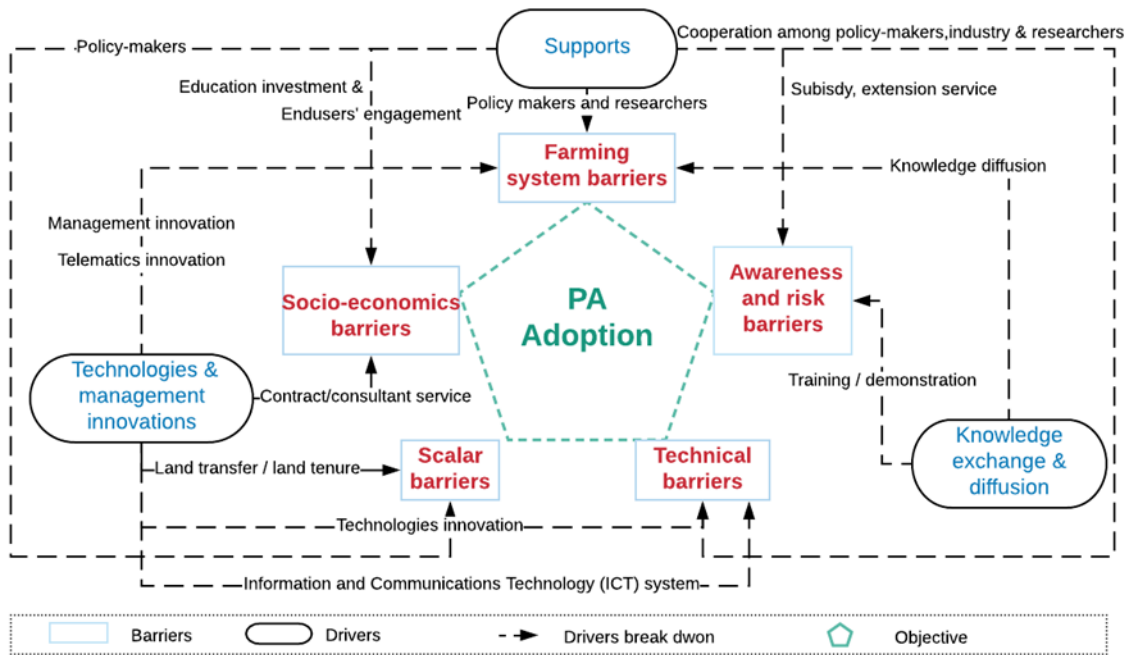 Policy-makers
Supports
Cooperation among policy-makers,industry & researchers
Education investment &
Endusers' engagement
Policy makers and researchers
Subisdy, extension service
Farming
system barriers
Knowledge diffusion
Management innovation
Telematics innovation
Socio-economics
barriers
PA
Adoption
Awareness
and risk
barriers
Technologies &
management
innovations
Contract/consultant service
Training / demonstration
Knowledge
exchange &
diffusion
Land transfer / land tenure
Scalar
barriers
Technical
barriers
Technologies innovation
Information and Communications Technology (ICT) system
Barriers
Drivers
Drivers break dwon
Objective